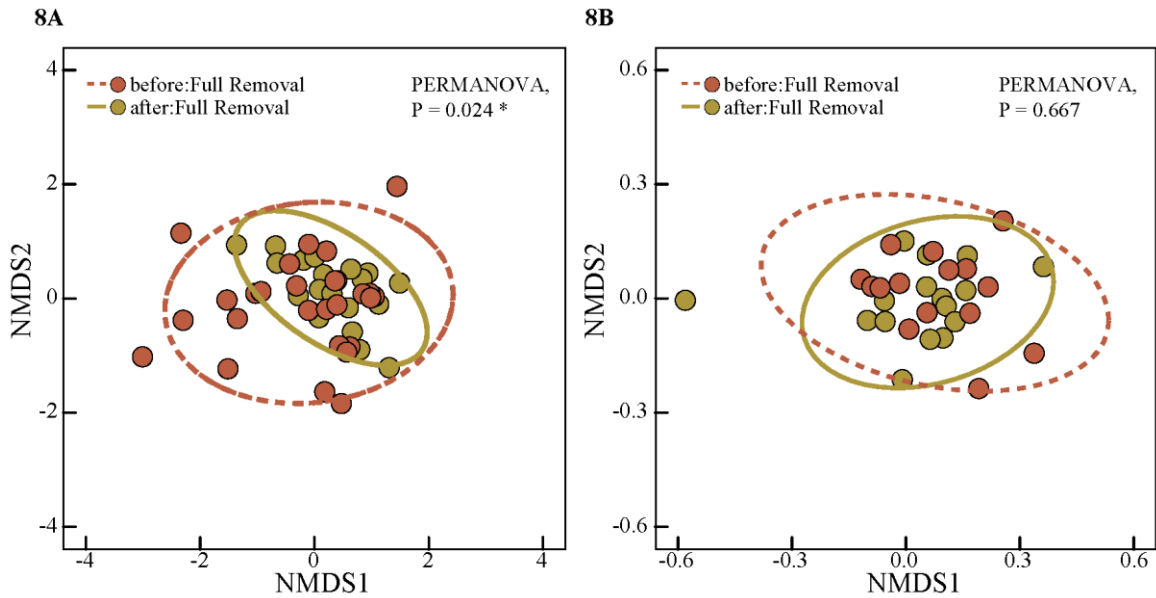 8A
before:Full Removal
after:Full Removal
PERMANOVA,
P = 0.024 *
4
2
0
-2
-4
NMDS2
-4
-2
0
2
4
NMDS1
8B
before:Full Removal
after:Full Removal
PERMANOVA,
P = 0.667
0.6
0.3
0.0
-0.3
-0.6
NMDS2
-0.6
-0.3
0.0
0.3
0.6
NMDS1